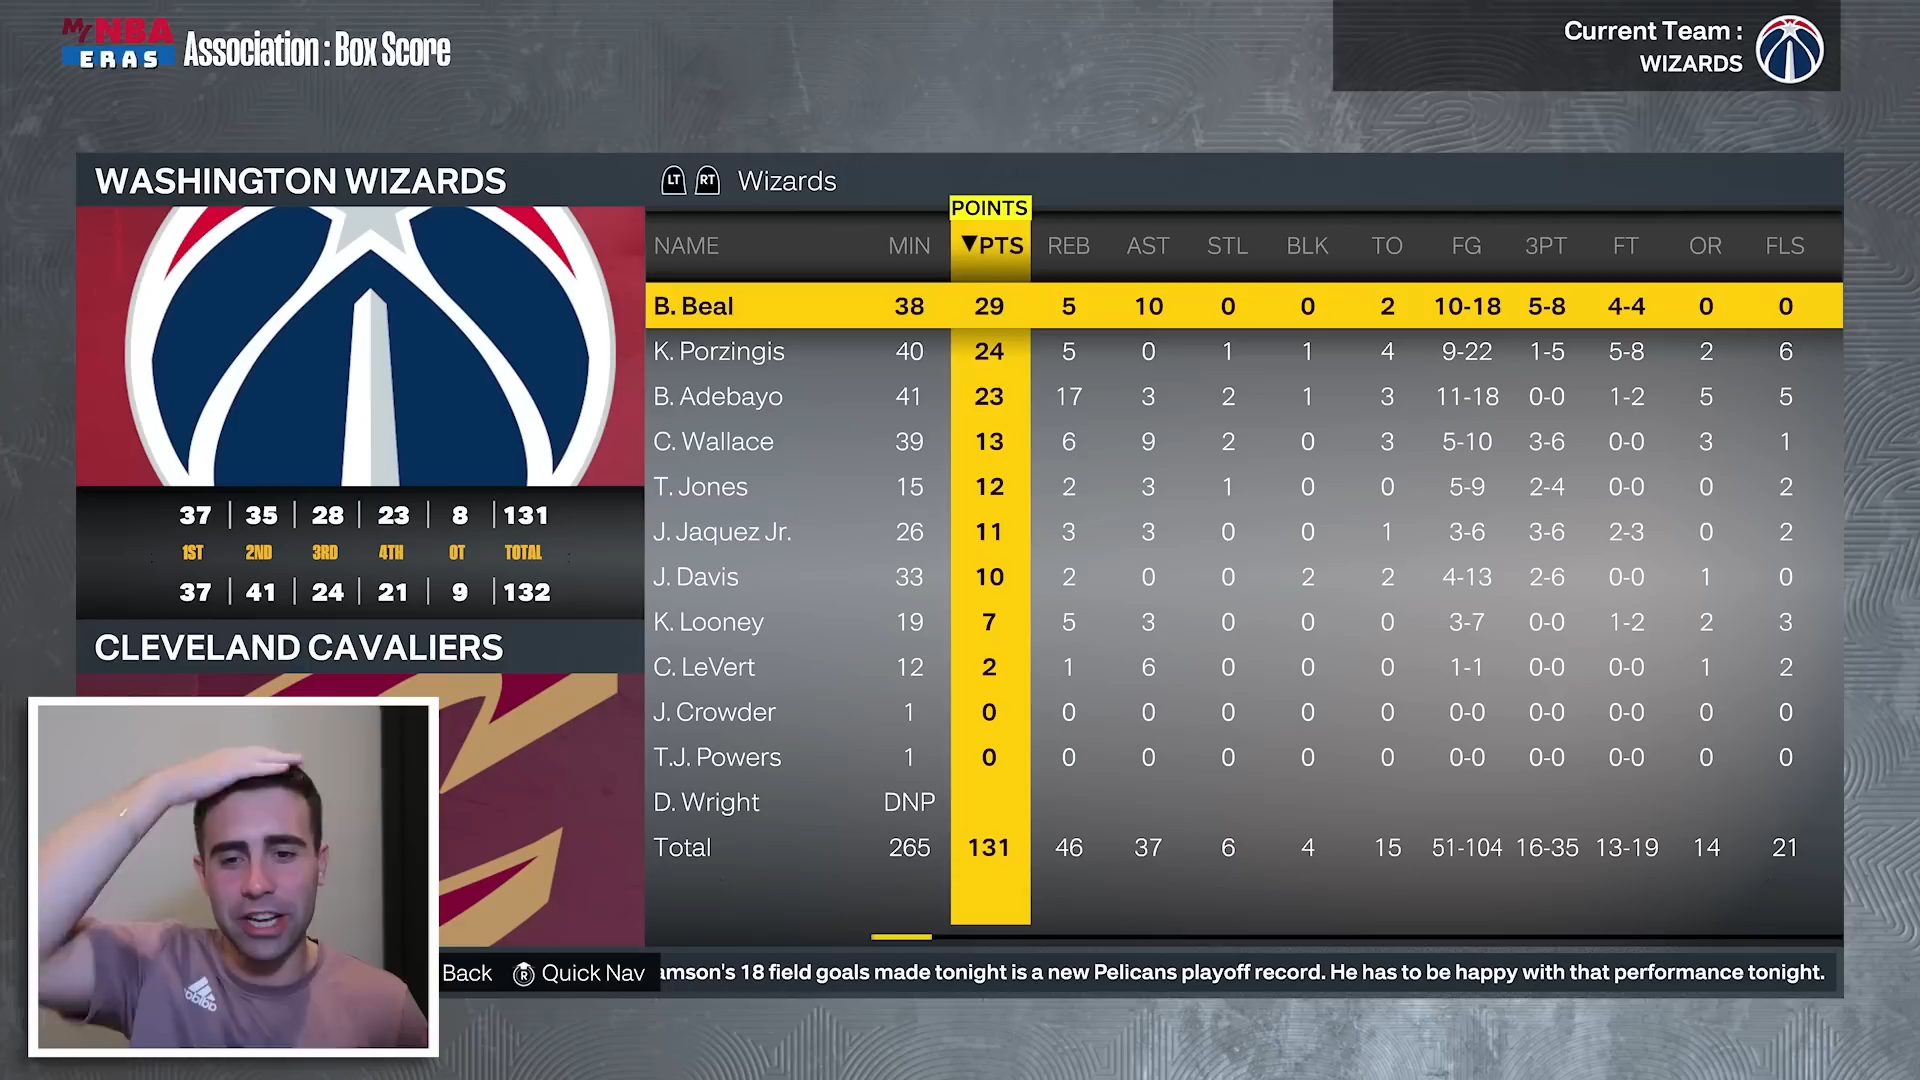 MyNBA ERAS Association : Box Score
Current Team :
WIZARDS
WASHINGTON WIZARDS
37 35 28 23 8 131
1ST 2ND 3RD 4TH OT TOTAL
37 41 24 21 9 132
CLEVELAND CAVALIERS
LT RT Wizards
POINTS
NAME MIN ▼PTS REB AST STL BLK TO FG 3PT FT OR FLS
B. Beal 38 29 5 10 0 0 2 10-18 5-8 4-4 0 0
K. Porzingis 40 24 5 0 1 1 4 9-22 1-5 5-8 2 6
B. Adebayo 41 23 17 3 2 1 3 11-18 0-0 1-2 5 5
C. Wallace 39 13 6 9 2 0 3 5-10 3-6 0-0 3 1
T. Jones 15 12 2 3 1 0 0 5-9 2-4 0-0 0 2
J. Jaquez Jr. 26 11 3 3 0 0 1 3-6 3-6 2-3 0 2
J. Davis 33 10 2 0 0 2 2 4-13 2-6 0-0 1 0
K. Looney 19 7 5 3 0 0 0 3-7 0-0 1-2 2 3
C. LeVert 12 2 1 6 0 0 0 1-1 0-0 0-0 1 2
J. Crowder 1 0 0 0 0 0 0 0-0 0-0 0-0 0 0
T.J. Powers 1 0 0 0 0 0 0 0-0 0-0 0-0 0 0
D. Wright DNP
Total 265 131 46 37 6 4 15 51-104 16-35 13-19 14 21
Back R Quick Nav amson's 18 field goals made tonight is a new Pelicans playoff record. He has to be happy with that performance tonight.
adidas